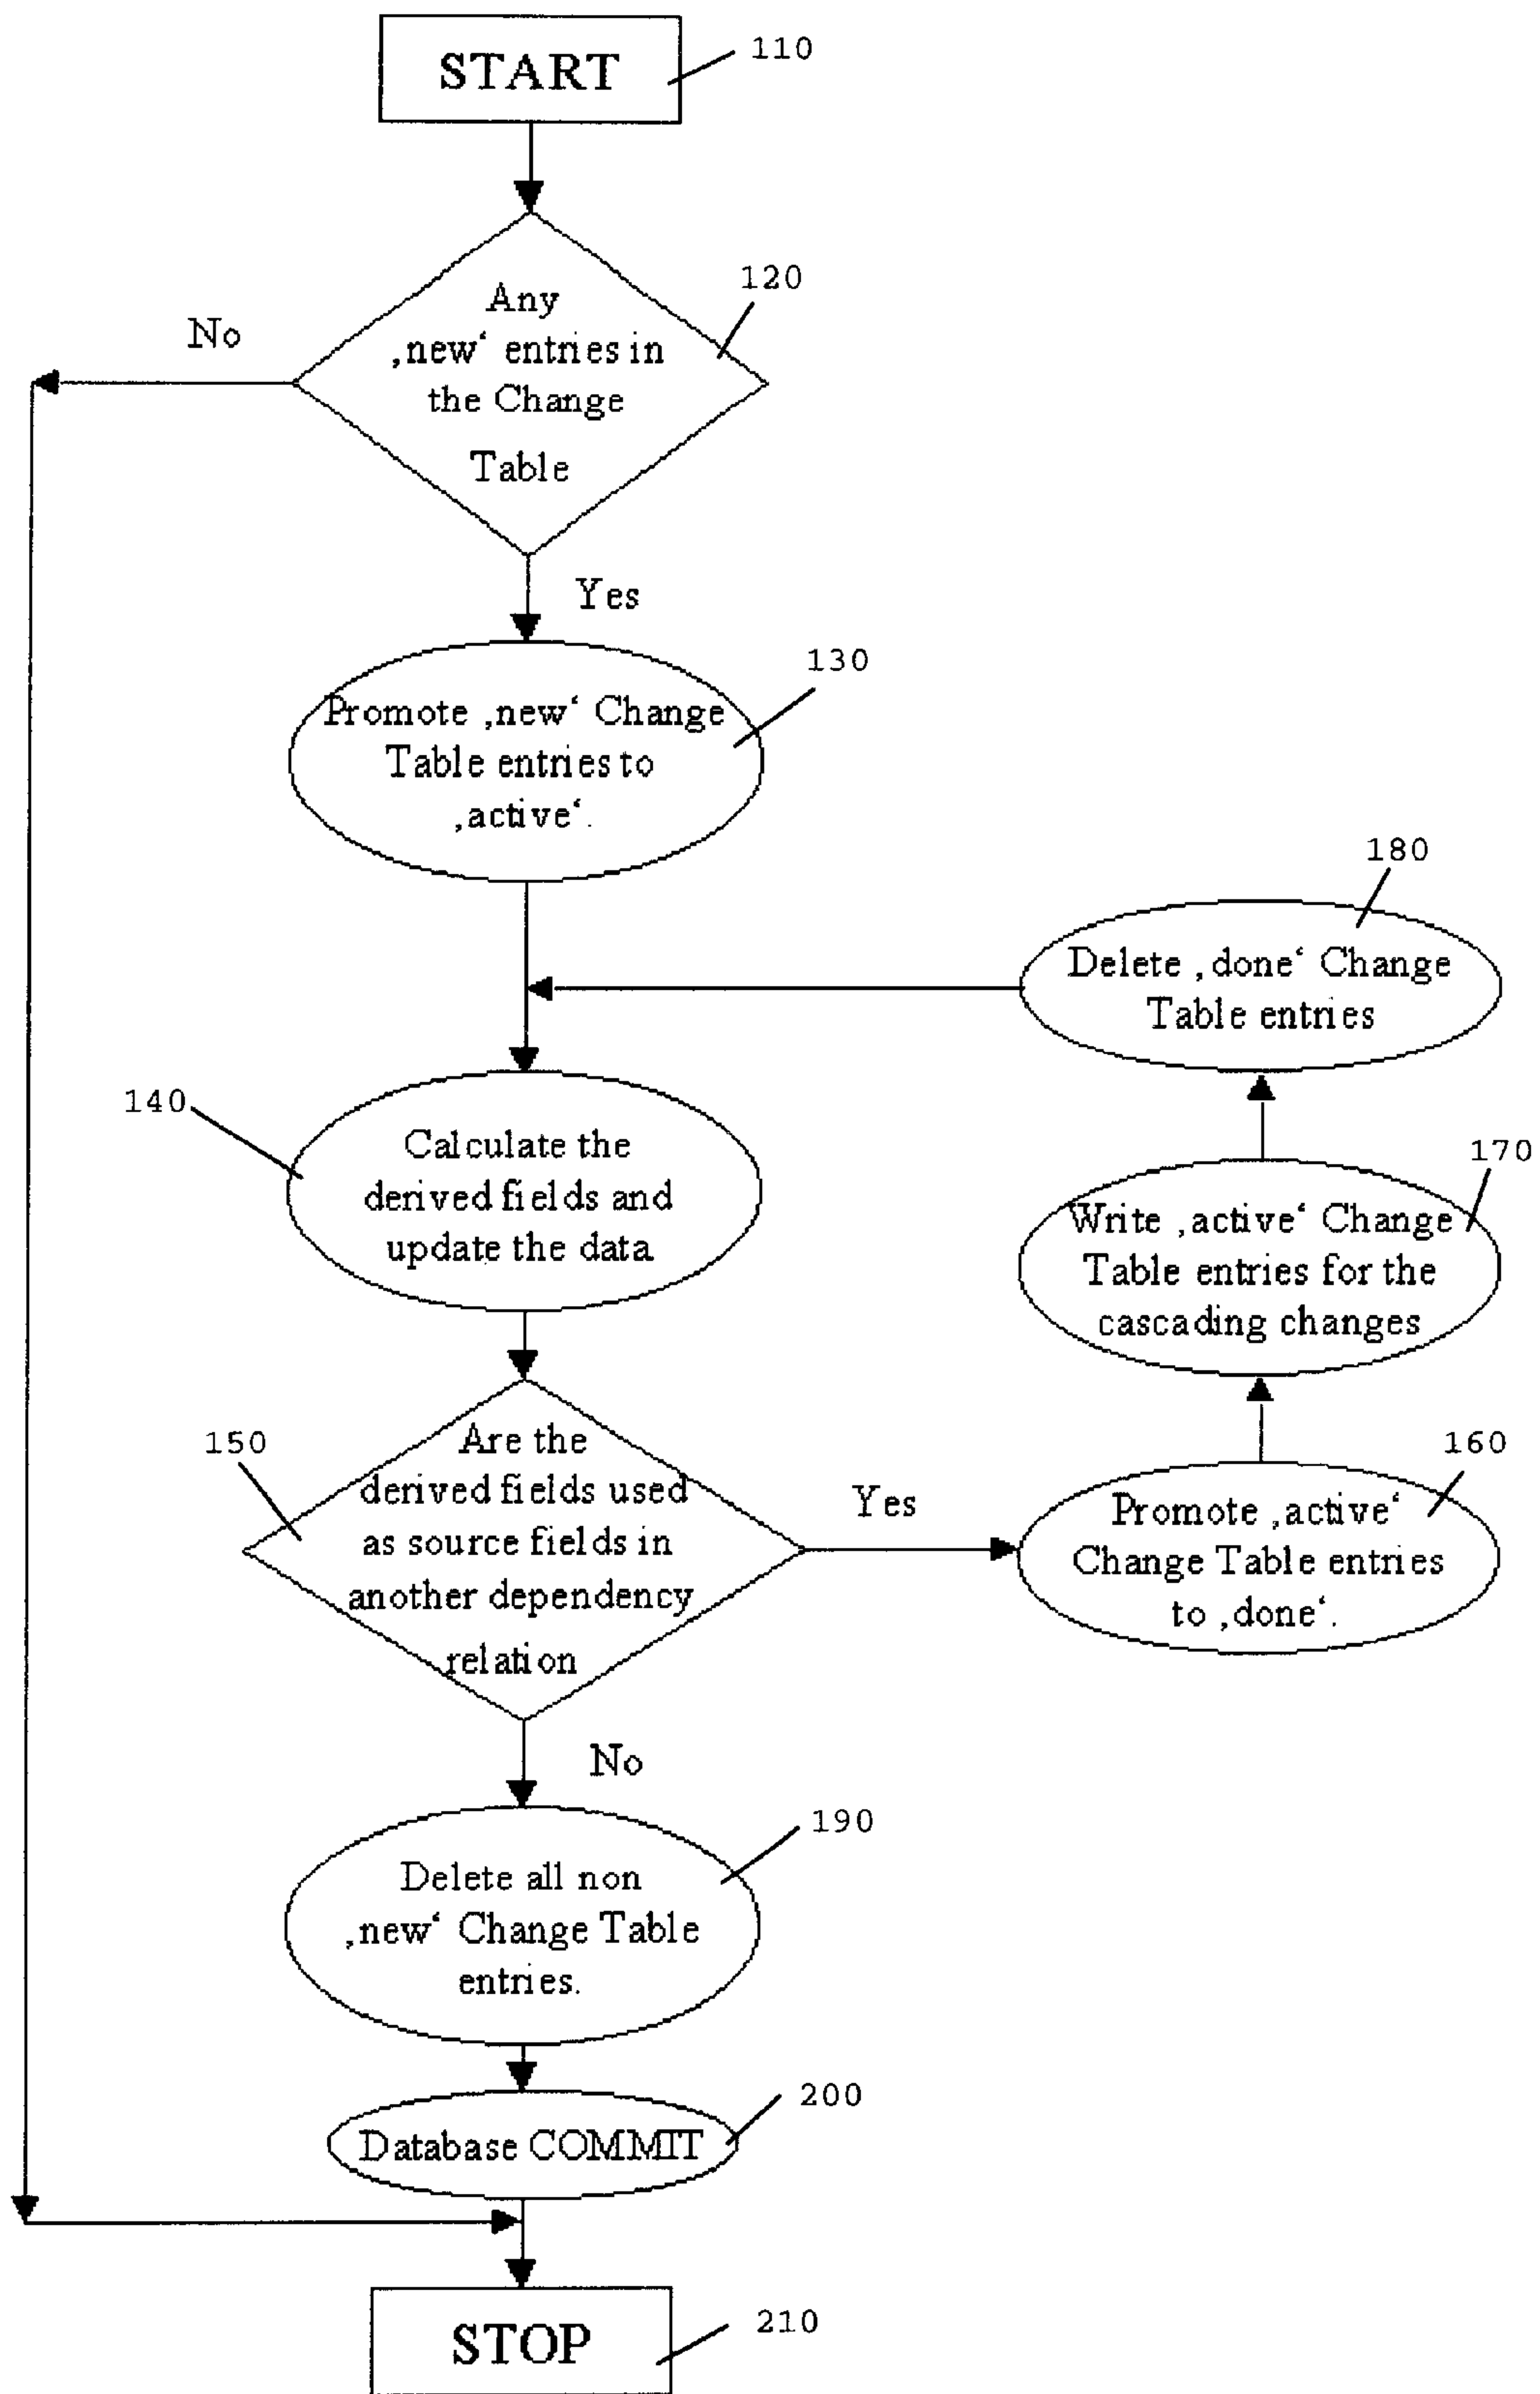 START
110
Any
‚new‘ entries in
the Change
Table
120
No
Yes
Promote ‚new‘ Change
Table entries to
‚active‘.
130
180
Delete ‚done‘ Change
Table entries
140
Calculate the
derived fields and
update the data
170
Write ‚active‘ Change
Table entries for the
cascading changes
150
Are the
derived fields used
as source fields in
another dependency
relation
Yes
160
Promote ‚active‘
Change Table entries
to ‚done‘.
No
190
Delete all non
‚new‘ Change Table
entries.
200
Database COMMIT
STOP
210